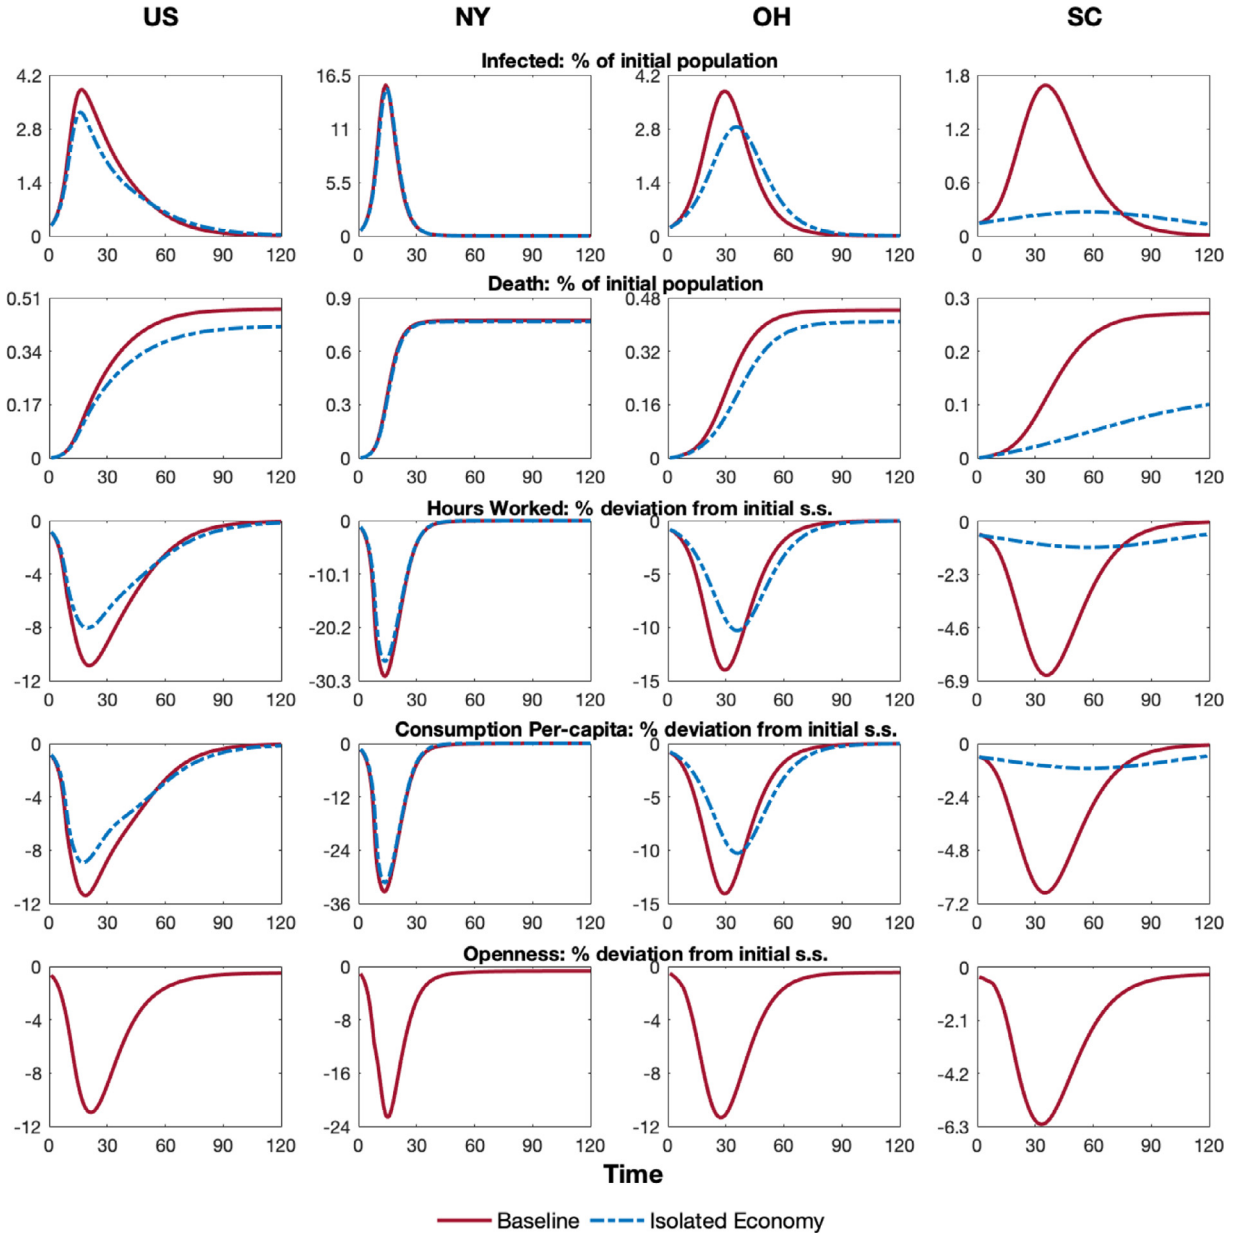 US NY OH SC
Infected: % of initial population
4.2 2.8 1.4 0
16.5 11 5.5 0
4.2 2.8 1.4 0
1.8 1.2 0.6 0
0 30 60 90 120 0 30 60 90 120 0 30 60 90 120 0 30 60 90 120
Death: % of initial population
0.51 0.34 0.17 0
0.9 0.6 0.3 0
0.48 0.32 0.16 0
0.3 0.2 0.1 0
0 30 60 90 120 0 30 60 90 120 0 30 60 90 120 0 30 60 90 120
Hours Worked: % deviation from initial s.s.
0 -4 -8 -12
0 -10.1 -20.2 -30.3
0 -5 -10 -15
0 -2.3 -4.6 -6.9
0 30 60 90 120 0 30 60 90 120 0 30 60 90 120 0 30 60 90 120
Consumption Per-capita: % deviation from initial s.s.
0 -4 -8 -12
0 -12 -24 -36
0 -5 -10 -15
0 -2.4 -4.8 -7.2
0 30 60 90 120 0 30 60 90 120 0 30 60 90 120 0 30 60 90 120
Openness: % deviation from initial s.s.
0 -4 -8 -12
0 -8 -16 -24
0 -4 -8 -12
0 -2.1 -4.2 -6.3
0 30 60 90 120 0 30 60 90 120 0 30 60 90 120 0 30 60 90 120
Time
Baseline Isolated Economy